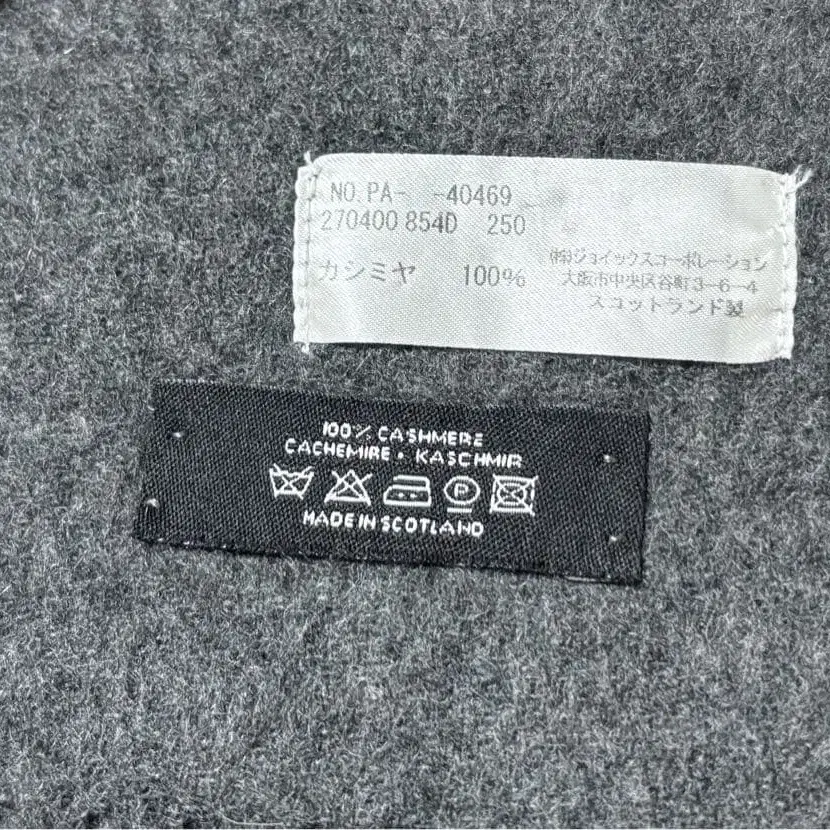 NO.PA- -40469
270400 854D 250
カシミヤ 100%
(株)ジョイックスコーポレーション
大阪市中央区谷町3-6-4
スコットランド製
100% CASHMERE
CACHEMIRE • KASCHMIR
P
MADE IN SCOTLAND